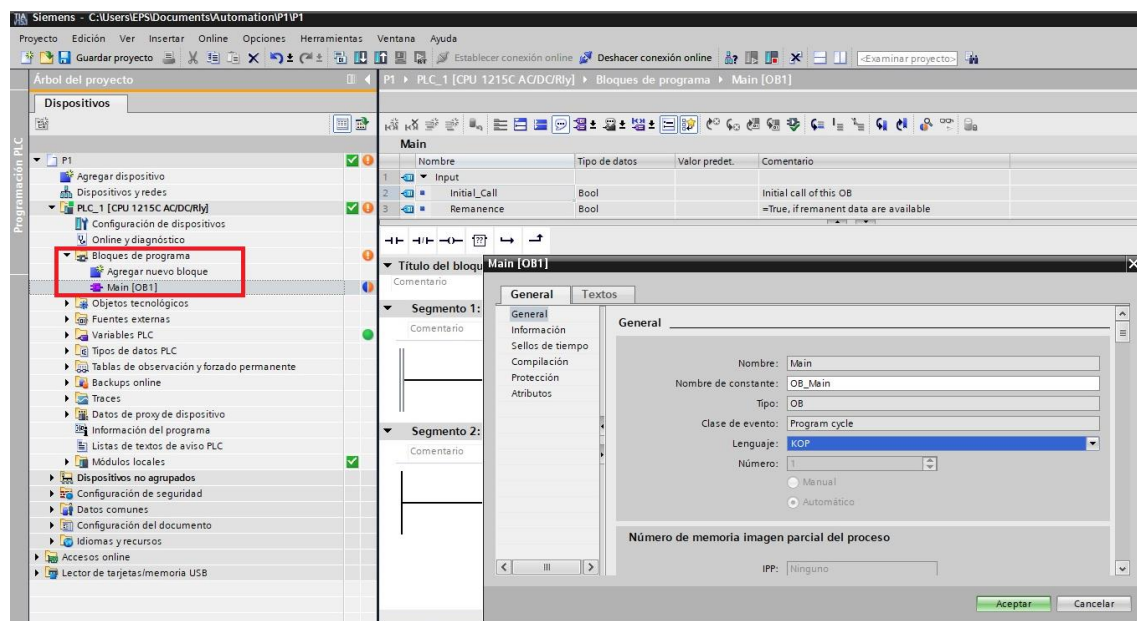 Siemens - C:\Users\EPS\Documents\Automation\P1\P1
Proyecto Edición Ver Insertar Online Opciones Herramientas Ventana Ayuda
Guardar proyecto Establecer conexión online Deshacer conexión online <Examinar proyecto>
Árbol del proyecto
P1 PLC_1 [CPU 1215C AC/DC/Rly] Bloques de programa Main [OB1]
Dispositivos
Programación PLC
P1
Agregar dispositivo
Dispositivos y redes
PLC_1 [CPU 1215C AC/DC/Rly]
Configuración de dispositivos
Online y diagnóstico
Bloques de programa
Agregar nuevo bloque
Main [OB1]
Objetos tecnológicos
Fuentes externas
Variables PLC
Tipos de datos PLC
Tablas de observación y forzado permanente
Backups online
Traces
Datos de proxy de dispositivo
Información del programa
Listas de textos de aviso PLC
Módulos locales
Dispositivos no agrupados
Configuración de seguridad
Datos comunes
Configuración del documento
Idiomas y recursos
Accesos online
Lector de tarjetas/memoria USB
Main
Nombre Tipo de datos Valor predet. Comentario
1 Input
2 Initial_Call Bool Initial call of this OB
3 Remanence Bool =True, if remanent data are available
??
Título del bloqu
Comentario
Segmento 1:
Comentario
Segmento 2:
Comentario
Main [OB1]
General Textos
General
Información
Sellos de tiempo
Compilación
Protección
Atributos
General
Nombre: Main
Nombre de constante: OB_Main
Tipo: OB
Clase de evento: Program cycle
Lenguaje: KOP
Número: 1
Manual
Automático
Número de memoria imagen parcial del proceso
IPP: Ninguno
Aceptar Cancelar